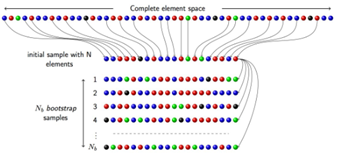 Complete element space
initial sample with N
elements
1
2
N_b bootstrap
3
samples
4
⋮
N_b